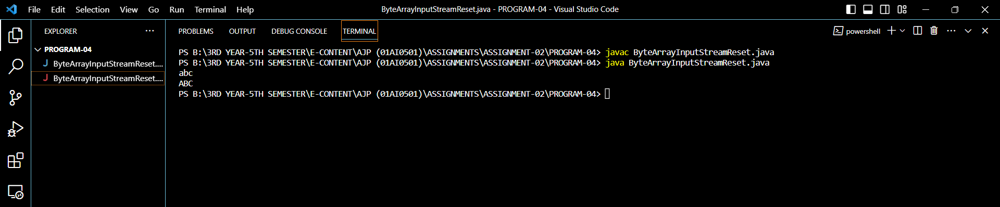 File Edit Selection View Go Run Terminal Help
ByteArrayInputStreamReset.java - PROGRAM-04 - Visual Studio Code
EXPLORER
PROGRAM-04
ByteArrayInputStreamReset....
ByteArrayInputStreamReset....
PROBLEMS OUTPUT DEBUG CONSOLE TERMINAL
powershell
PS B:\3RD YEAR-5TH SEMESTER\E-CONTENT\AJP (01AI0501)\ASSIGNMENTS\ASSIGNMENT-02\PROGRAM-04> javac ByteArrayInputStreamReset.java
PS B:\3RD YEAR-5TH SEMESTER\E-CONTENT\AJP (01AI0501)\ASSIGNMENTS\ASSIGNMENT-02\PROGRAM-04> java ByteArrayInputStreamReset.java
abc
ABC
PS B:\3RD YEAR-5TH SEMESTER\E-CONTENT\AJP (01AI0501)\ASSIGNMENTS\ASSIGNMENT-02\PROGRAM-04>